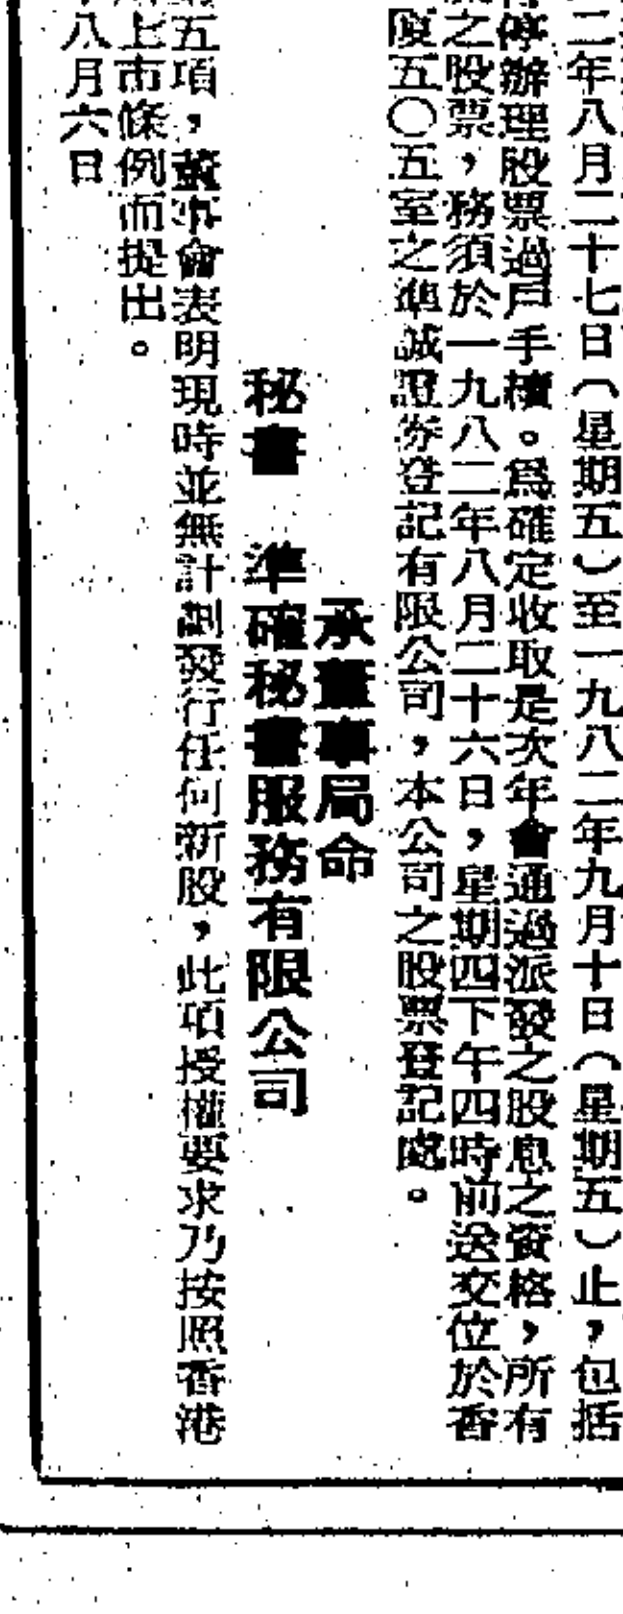 二年八月二十七日（星期五）至一九八二年九月十日（星期五）止，包括
停辦理股票過戶手續。爲確定收取是次年會通過派發之股息之資格，所有
之股票，務須於一九八二年八月二十六日，星期四下午四時前送交位於香
廈五〇五室之準誠證券登記有限公司，本公司之股票登記處。
承董事局命
秘書　準確秘書服務有限公司
五項，董事會表明現時並無計劃發行任何新股，此項授權要求乃按照香港
上市條例而提出。
八月六日